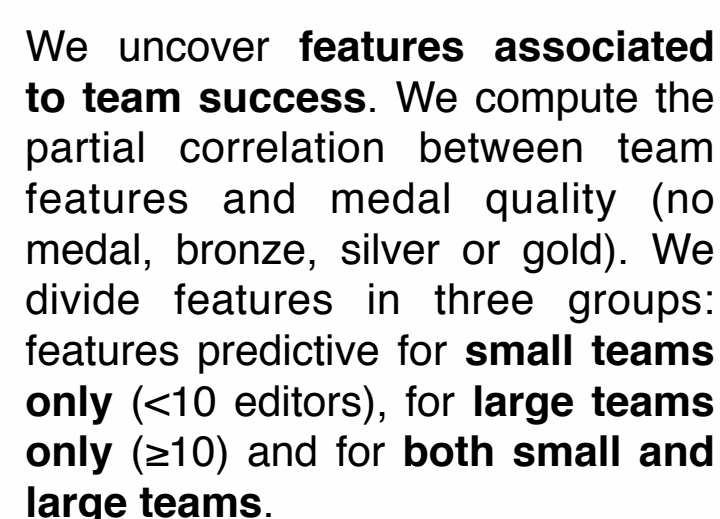 We uncover features associated
to team success. We compute the
partial correlation between team
features and medal quality (no
medal, bronze, silver or gold). We
divide features in three groups:
features predictive for small teams
only (<10 editors), for large teams
only (≥10) and for both small and
large teams.